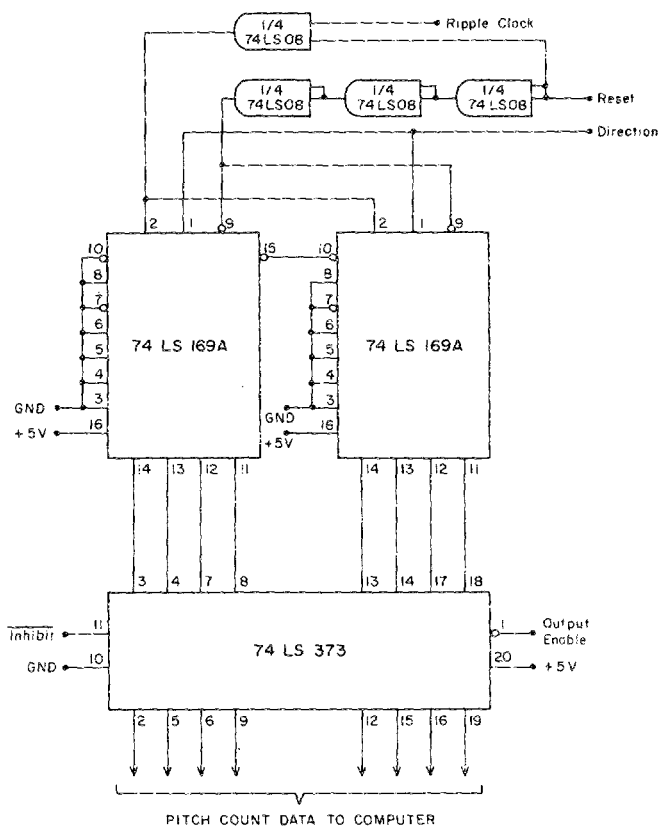 1/4
74LS08
Ripple Clock
1/4
74LS08
1/4
74LS08
1/4
74LS08
Reset
Direction
2 1 9 2 1 9
10 15 10
8 8
7 7
6 74 LS 169A 6 74 LS 169A
5 5
4 4
GND 3 GND 3
+5V 16 +5V 16
14 13 12 11 14 13 12 11
3 4 7 8 13 14 17 18
Inhibit 11 1 Output
Enable
74 LS 373
GND 10 20 +5V
2 5 6 9 12 15 16 19
PITCH COUNT DATA TO COMPUTER